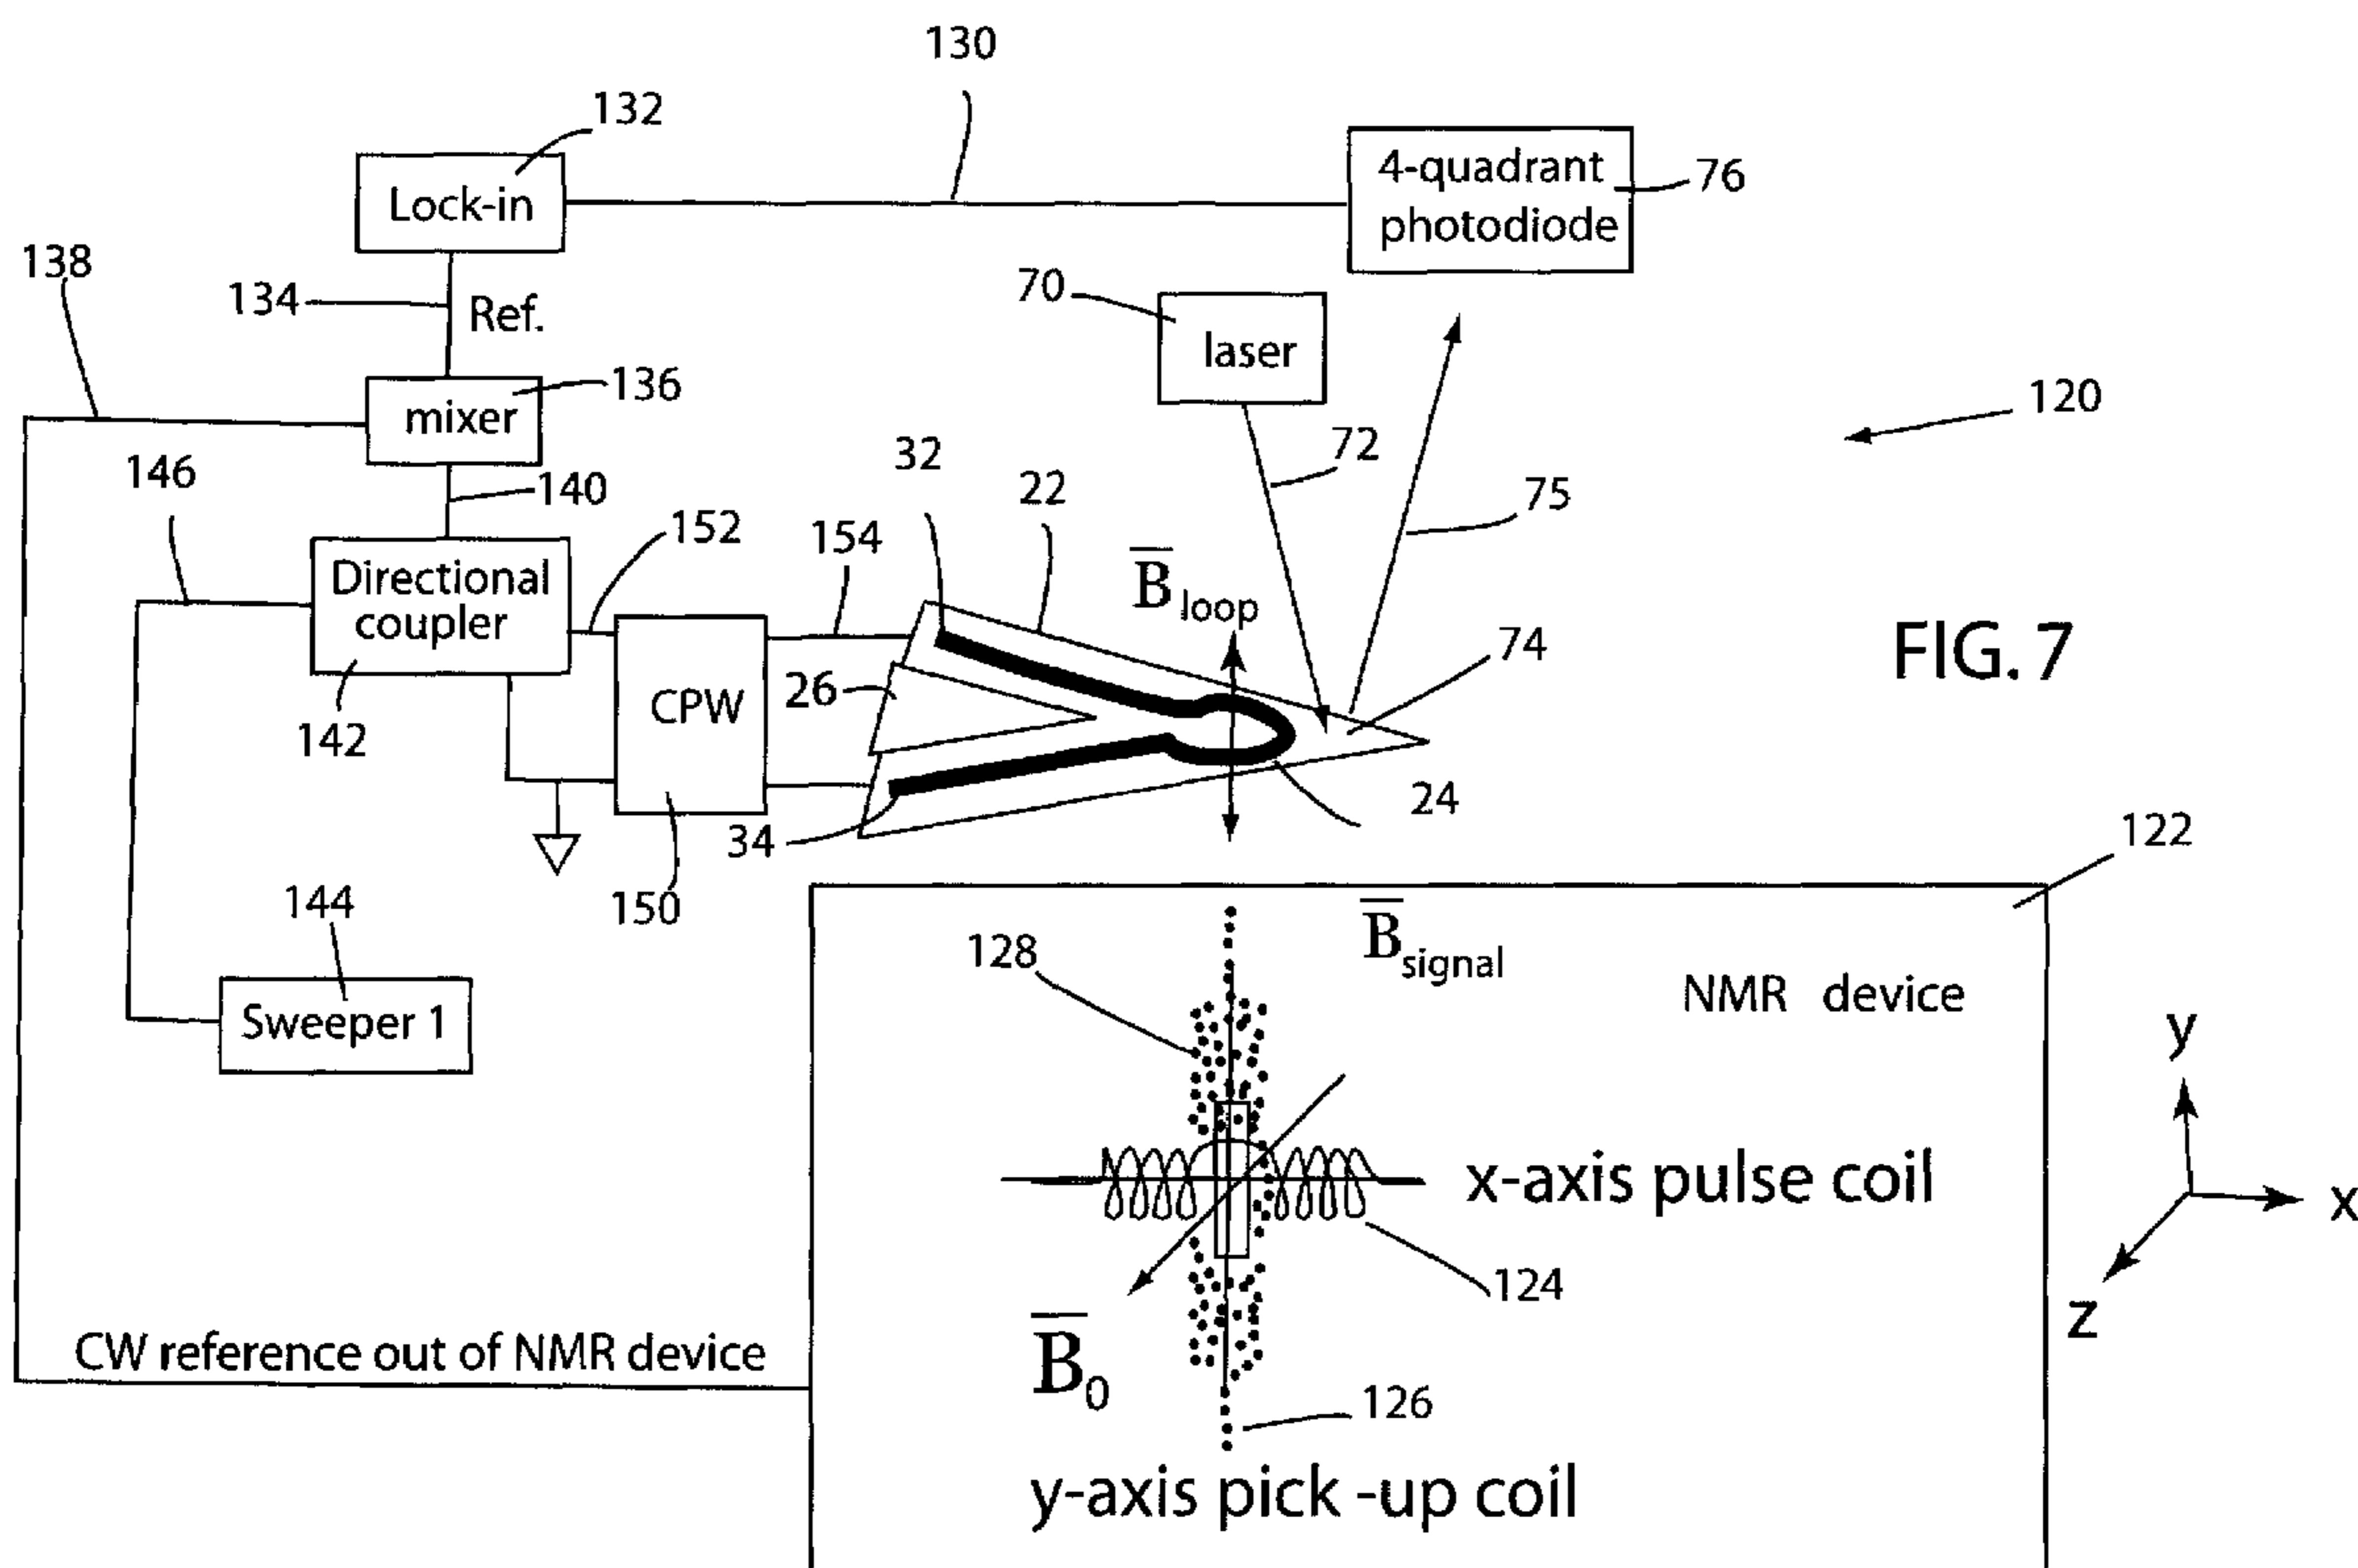 130
132
Lock-in
4-quadrant
photodiode
76
138
134
Ref.
70
laser
136
mixer
120
146
32
22
72
140
75
152
154
B̅loop
Directional
coupler
FIG. 7
74
26
CPW
142
34
24
122
144
150
B̅signal
128
NMR device
Sweeper 1
y
x-axis pulse coil
x
124
z
CW reference out of NMR device
B̅0
126
y-axis pick -up coil